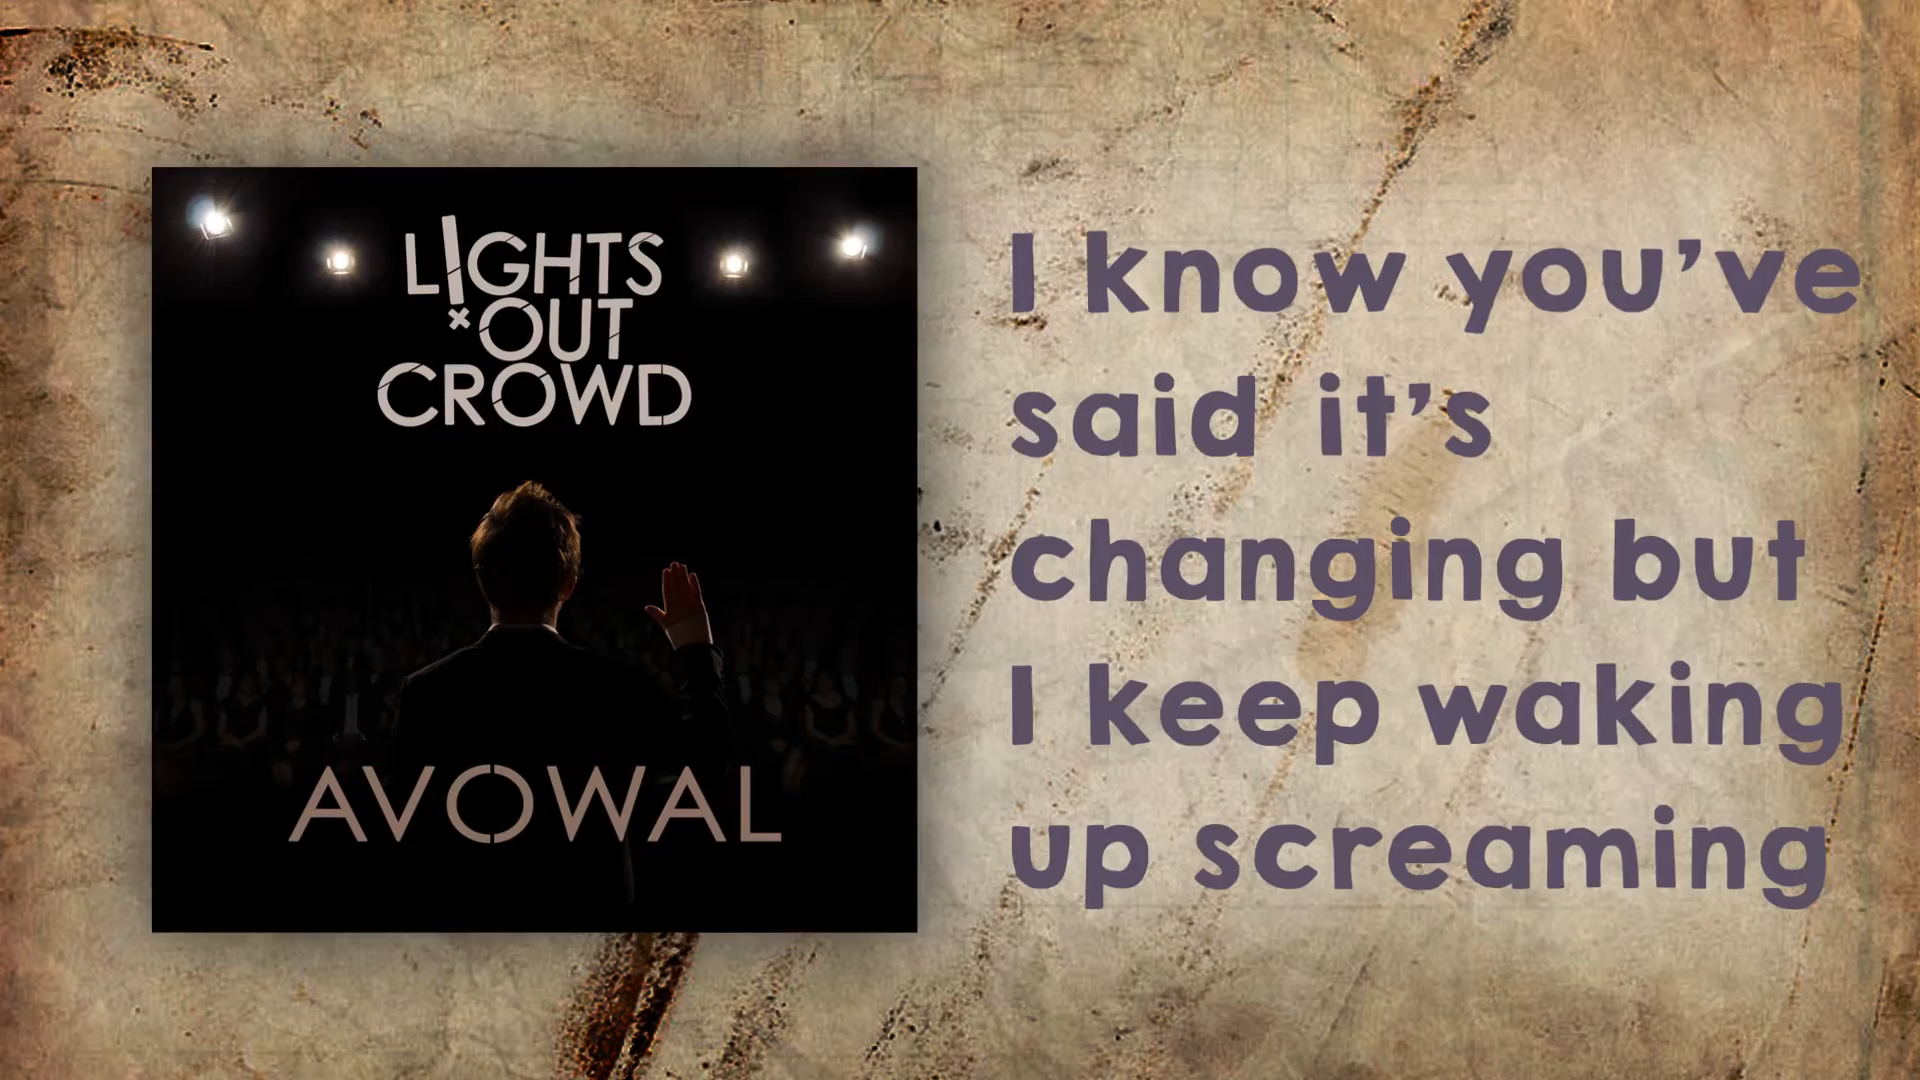 LIGHTS
OUT
CROWD
AVOWAL
I know you've
said it's
changing but
I keep waking
up screaming